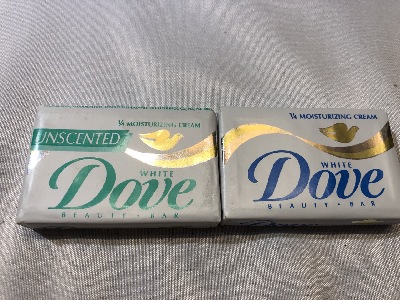 ¼ MOISTURIZING CREAM
UNSCENTED
WHITE
Dove
BEAUTY · BAR
¼ MOISTURIZING CREAM
WHITE
Dove
BEAUTY · BAR